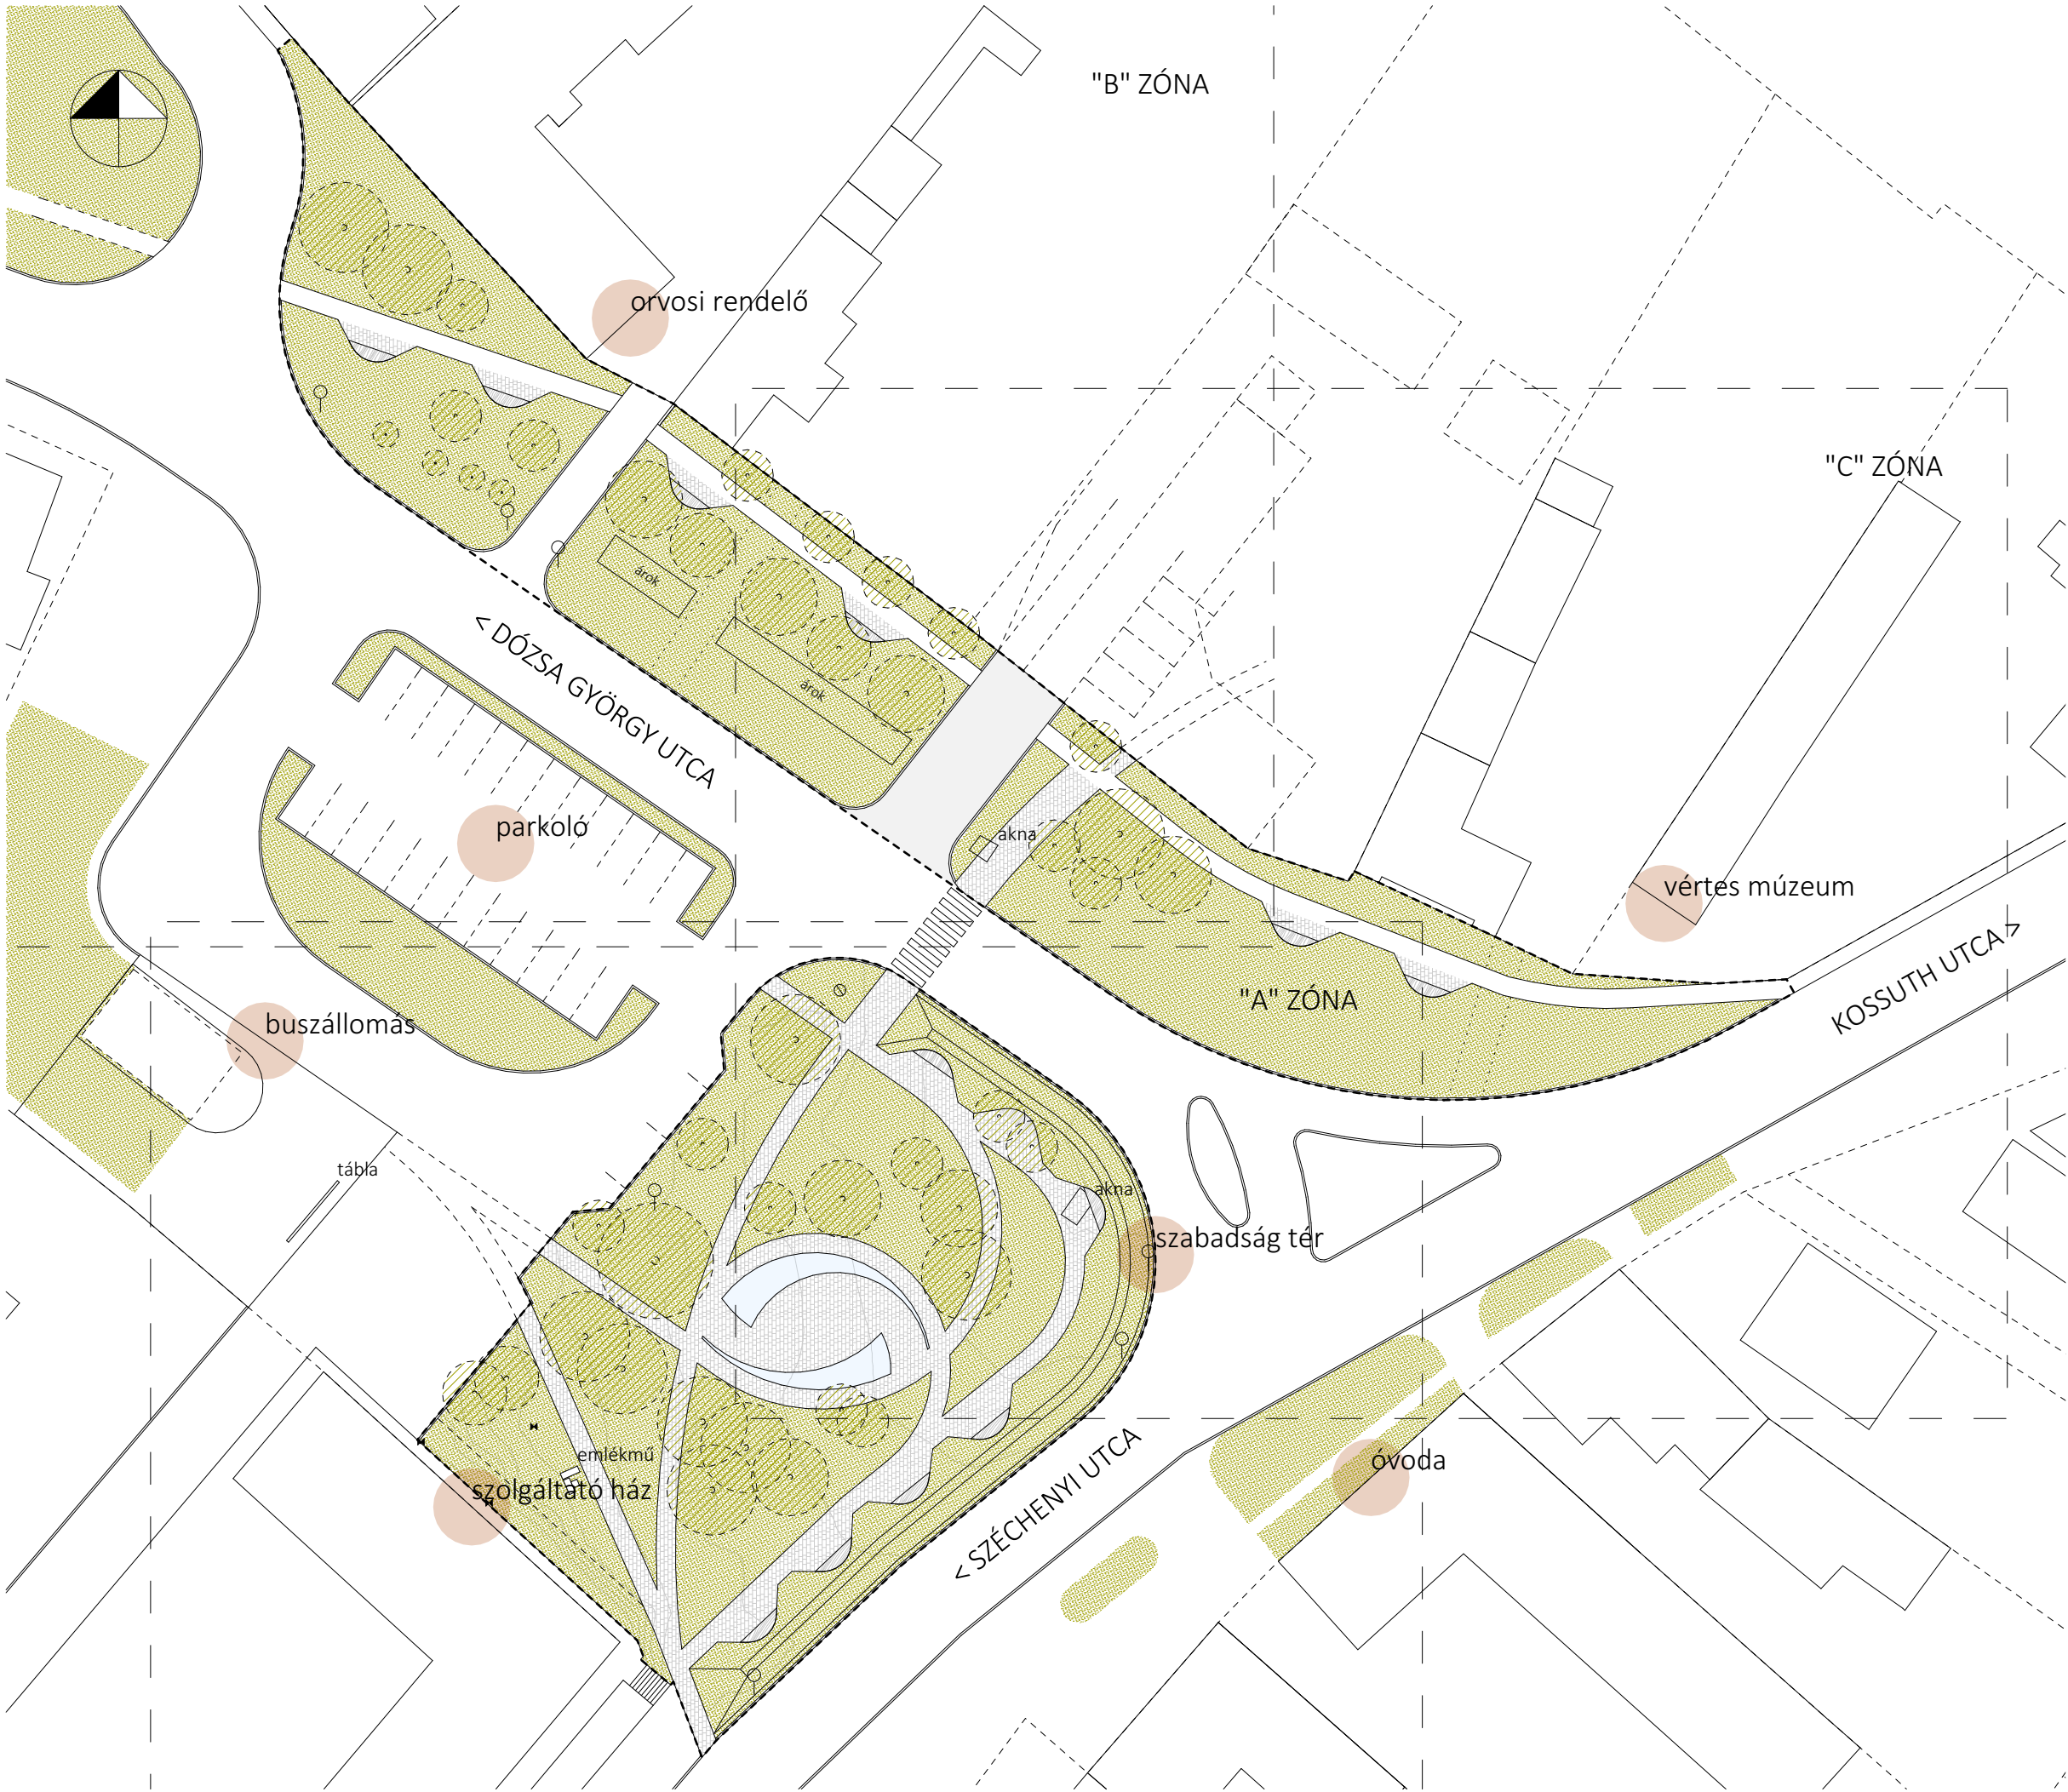 "B" ZÓNA
orvosi rendelő
"C" ZÓNA
árok
< DÓZSA GYÖRGY UTCA
árok
parkoló
akna
vértes múzeum
KOSSUTH UTCA >
"A" ZÓNA
buszállomás
tábla
akna
szabadság tér
emlékmű
szolgáltató ház
óvoda
< SZÉCHENYI UTCA